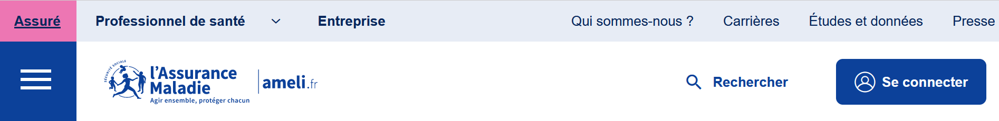 Assuré
Professionnel de santé
Entreprise
Qui sommes-nous ?
Carrières
Études et données
Presse
SÉCURITÉ SOCIALE
l'Assurance
Maladie
Agir ensemble, protéger chacun
ameli.fr
Rechercher
Se connecter